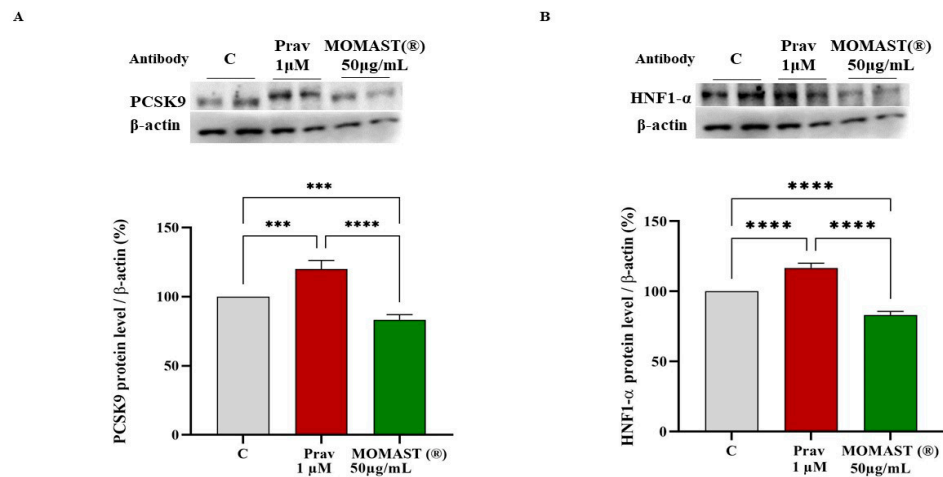 A
Antibody
C
Prav
1μM
MOMAST(®)
50μg/mL
PCSK9
β-actin
***
***
****
PCSK9 protein level / β-actin (%)
150
100
50
0
C
Prav
1 μM
MOMAST (®)
50μg/mL
B
Antibody
C
Prav
1μM
MOMAST(®)
50μg/mL
HNF1-α
β-actin
****
****
****
HNF1-α protein level / β-actin (%)
150
100
50
0
C
Prav
1 μM
MOMAST (®)
50μg/mL